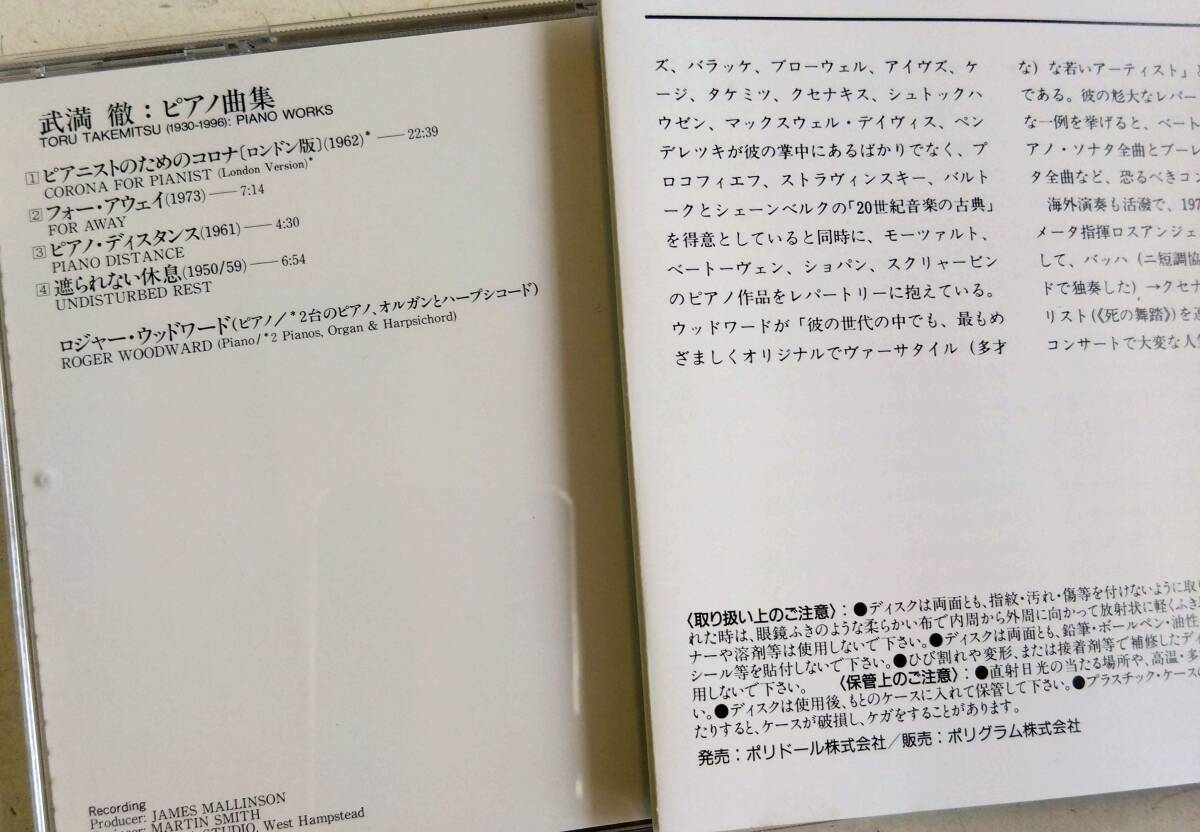 武満 徹：ピアノ曲集
TORU TAKEMITSU (1930-1996): PIANO WORKS
1 ピアニストのためのコロナ〔ロンドン版〕(1962)* ―― 22:39
CORONA FOR PIANIST (London Version)*
2 フォー・アウェイ(1973) ―― 7:14
FOR AWAY
3 ピアノ・ディスタンス(1961) ―― 4:30
PIANO DISTANCE
4 遮られない休息(1950/59) ―― 6:54
UNDISTURBED REST
ロジャー・ウッドワード(ピアノ/*2台のピアノ、オルガンとハープシコード)
ROGER WOODWARD (Piano/*2 Pianos, Organ & Harpsichord)
Recording
Producer: JAMES MALLINSON
MARTIN SMITH
STUDIO, West Hampstead
ズ、バラッケ、ブローウェル、アイヴズ、ケ
ージ、タケミツ、クセナキス、シュトックハ
ウゼン、マックスウェル・デイヴィス、ペン
デレツキが彼の掌中にあるばかりでなく、プ
ロコフィエフ、ストラヴィンスキー、バルト
ークとシェーンベルクの「20世紀音楽の古典」
を得意としていると同時に、モーツァルト、
ベートーヴェン、ショパン、スクリャービン
のピアノ作品をレパートリーに抱えている。
ウッドワードが「彼の世代の中でも、最もめ
ざましくオリジナルでヴァーサタイル（多才
な）な若いアーティスト」
である。彼の尨大なレパー
な一例を挙げると、ベート
アノ・ソナタ全曲とブーレ
タ全曲など、恐るべきコン
海外演奏も活潑で、197
メータ指揮ロスアンジェ
して、バッハ（ニ短調協
ドで独奏した）→クセナ
リスト(《死の舞踏》)を
コンサートで大変な人
〈取り扱い上のご注意〉：●ディスクは両面とも、指紋・汚れ・傷等を付けないように取り
れた時は、眼鏡ふきのような柔らかい布で内周から外周に向かって放射状に軽くふき
ナーや溶剤等は使用しないで下さい。●ディスクは両面とも、鉛筆・ボールペン・油性
シール等を貼付しないで下さい。●ひび割れや変形、または接着剤等で補修したデ
用しないで下さい。 〈保管上のご注意〉：●直射日光の当たる場所や、高温・多
い。●ディスクは使用後、もとのケースに入れて保管して下さい。●プラスチック・ケースの
たりすると、ケースが破損し、ケガをすることがあります。
発売：ポリドール株式会社／販売：ポリグラム株式会社